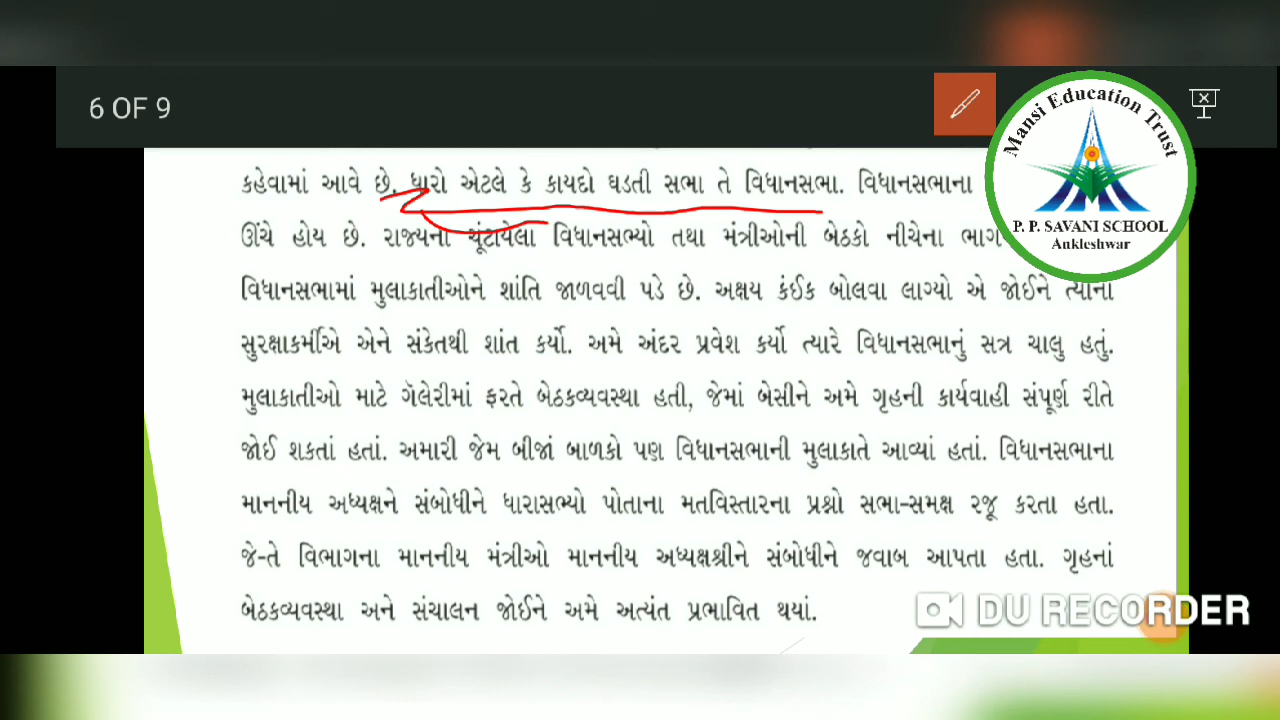 6 OF 9
Mansi Education Trust
P. P. SAVANI SCHOOL
Ankleshwar
કહેવામાં આવે છે. ધારો એટલે કે કાયદો ઘડતી સભા તે વિધાનસભા. વિધાનસભાના
ઊંચે હોય છે. રાજ્યના ચૂંટાયેલા વિધાનસભ્યો તથા મંત્રીઓની બેઠકો નીચેના ભાગ
વિધાનસભામાં મુલાકાતીઓને શાંતિ જાળવવી પડે છે. અક્ષય કંઈક બોલવા લાગ્યો એ જોઈને ત્યાંના
સુરક્ષાકર્મીએ એને સંકેતથી શાંત કર્યો. અમે અંદર પ્રવેશ કર્યો ત્યારે વિધાનસભાનું સત્ર ચાલુ હતું.
મુલાકાતીઓ માટે ગૅલેરીમાં ફરતે બેઠકવ્યવસ્થા હતી, જેમાં બેસીને અમે ગૃહની કાર્યવાહી સંપૂર્ણ રીતે
જોઈ શકતાં હતાં. અમારી જેમ બીજાં બાળકો પણ વિધાનસભાની મુલાકાતે આવ્યાં હતાં. વિધાનસભાના
માનનીય અધ્યક્ષને સંબોધીને ધારાસભ્યો પોતાના મતવિસ્તારના પ્રશ્નો સભા-સમક્ષ રજૂ કરતા હતા.
જે-તે વિભાગના માનનીય મંત્રીઓ માનનીય અધ્યક્ષશ્રીને સંબોધીને જવાબ આપતા હતા. ગૃહનાં
બેઠકવ્યવસ્થા અને સંચાલન જોઈને અમે અત્યંત પ્રભાવિત થયાં.
DU RECORDER